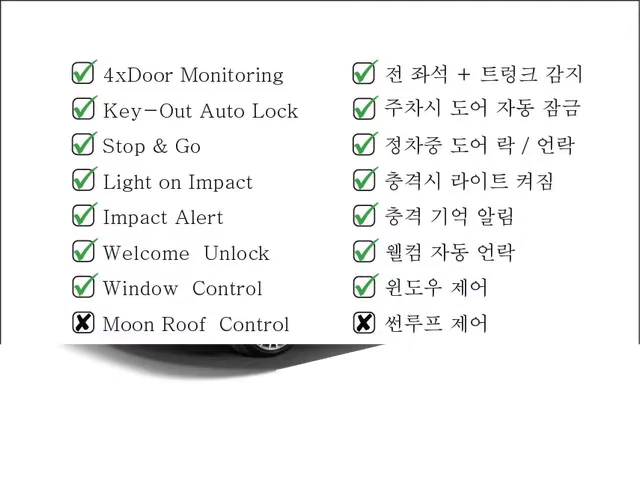 4xDoor Monitoring 전 좌석 + 트렁크 감지
Key-Out Auto Lock 주차시 도어 자동 잠금
Stop & Go 정차중 도어 락 / 언락
Light on Impact 충격시 라이트 켜짐
Impact Alert 충격 기억 알림
Welcome Unlock 웰컴 자동 언락
Window Control 윈도우 제어
Moon Roof Control 썬루프 제어